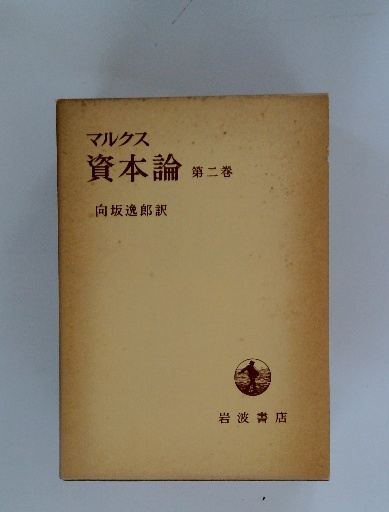 マルクス
資本論 第二巻
向坂逸郎訳
岩波書店